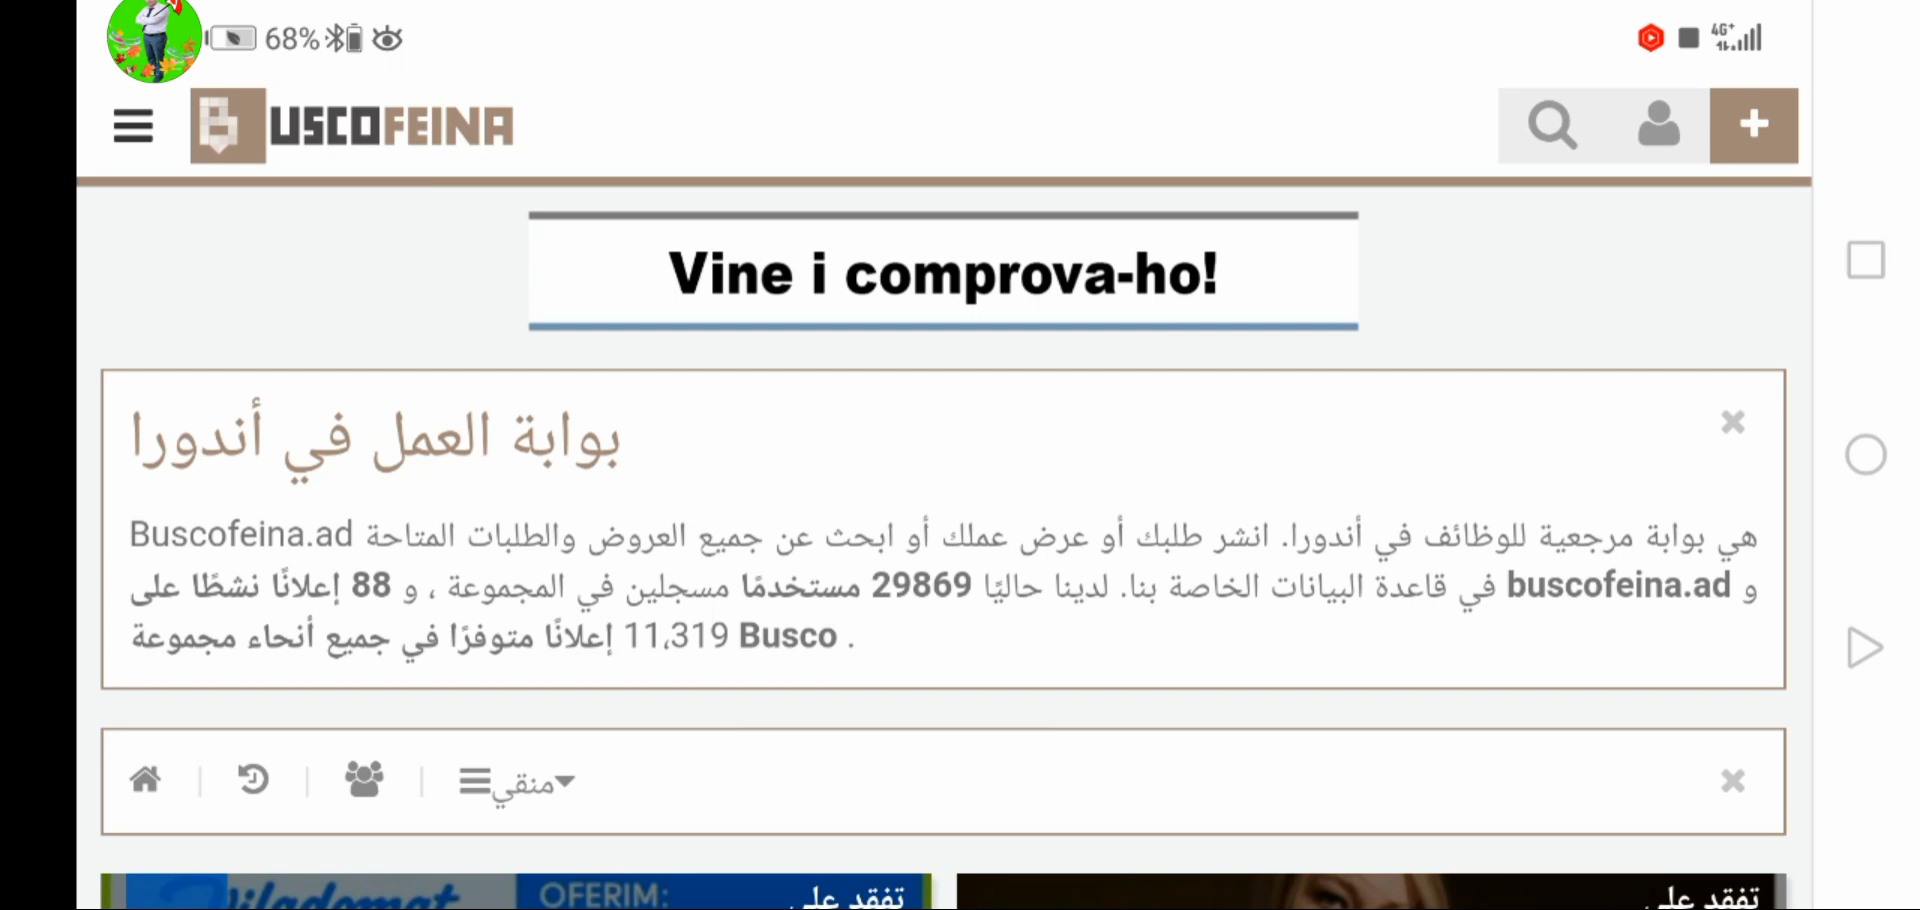 68%
4G+
BUSCOFEINA
Vine i comprova-ho!
بوابة العمل في أندورا
Buscofeina.ad هي بوابة مرجعية للوظائف في أندورا. انشر طلبك أو عرض عملك أو ابحث عن جميع العروض والطلبات المتاحة
و buscofeina.ad في قاعدة البيانات الخاصة بنا. لدينا حاليًا 29869 مستخدمًا مسجلين في المجموعة ، و 88 إعلانًا نشطًا على
11,319 إعلانًا متوفرًا في جميع أنحاء مجموعة Busco .
منقي
Viladomat
OFERIM:
تفقد على
تفقد على